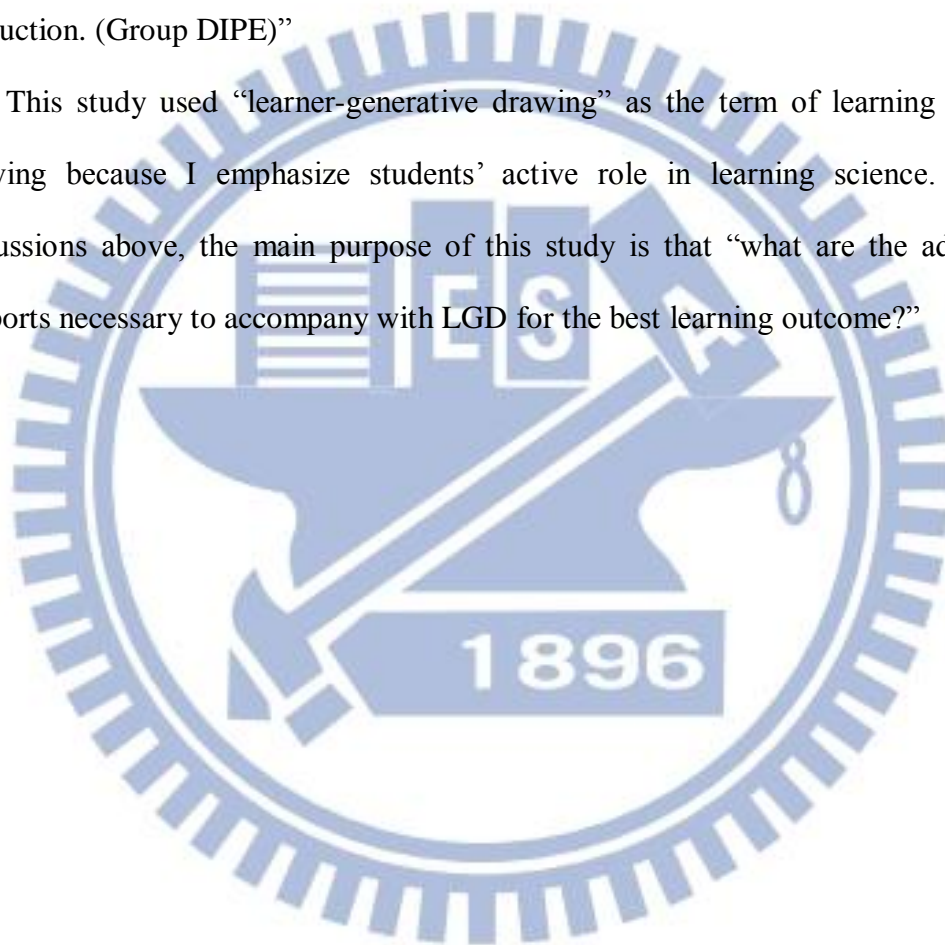 uction. (Group DIPE)”
This study used “learner-generative drawing” as the term of learning
ving because I emphasize students’ active role in learning science.
ussions above, the main purpose of this study is that “what are the ad
orts necessary to accompany with LGD for the best learning outcome?”
E S A
1896